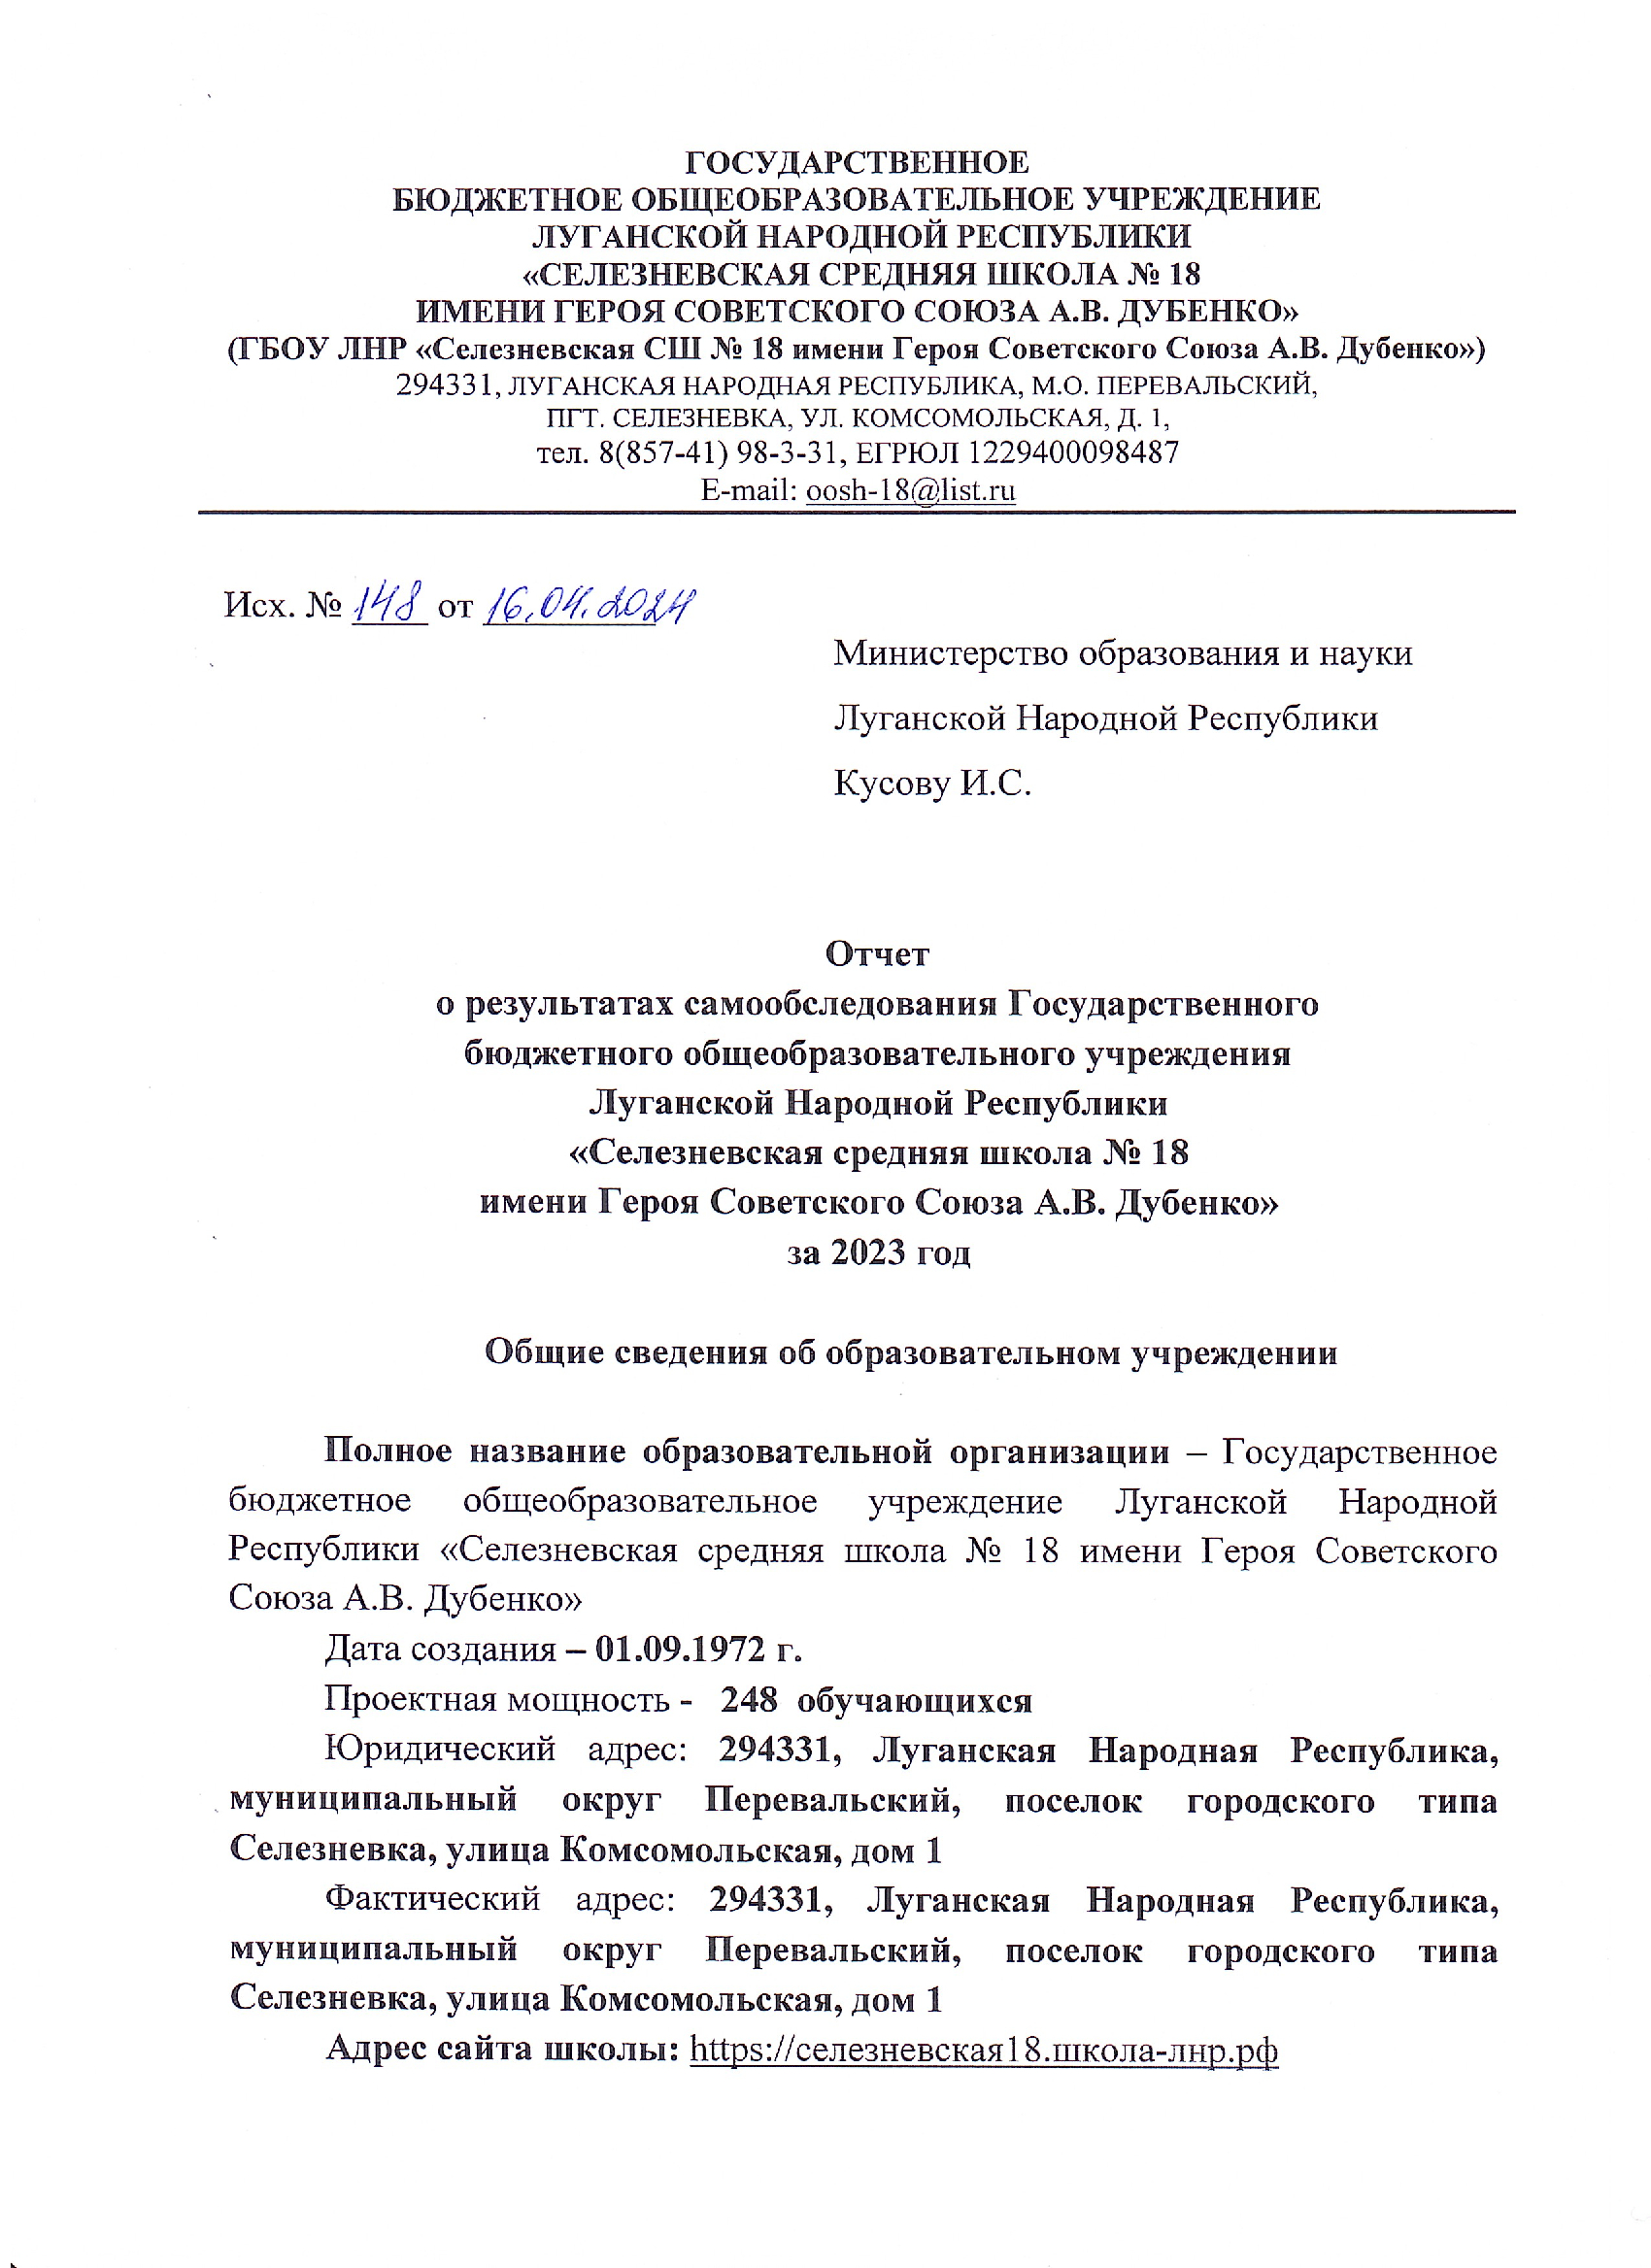 ГОСУДАРСТВЕННОЕ
БЮДЖЕТНОЕ ОБЩЕОБРАЗОВАТЕЛЬНОЕ УЧРЕЖДЕНИЕ
ЛУГАНСКОЙ НАРОДНОЙ РЕСПУБЛИКИ
«СЕЛЕЗНЕВСКАЯ СРЕДНЯЯ ШКОЛА № 18
ИМЕНИ ГЕРОЯ СОВЕТСКОГО СОЮЗА А.В. ДУБЕНКО»
(ГБОУ ЛНР «Селезневская СШ № 18 имени Героя Советского Союза А.В. Дубенко»)
294331, ЛУГАНСКАЯ НАРОДНАЯ РЕСПУБЛИКА, М.О. ПЕРЕВАЛЬСКИЙ,
ПГТ. СЕЛЕЗНЕВКА, УЛ. КОМСОМОЛЬСКАЯ, Д. 1,
тел. 8(857-41) 98-3-31, ЕГРЮЛ 1229400098487
E-mail: oosh-18@list.ru
Исх. № 148 от 16.04.2024
Министерство образования и науки
Луганской Народной Республики
Кусову И.С.
Отчет
о результатах самообследования Государственного
бюджетного общеобразовательного учреждения
Луганской Народной Республики
«Селезневская средняя школа № 18
имени Героя Советского Союза А.В. Дубенко»
за 2023 год
Общие сведения об образовательном учреждении
Полное название образовательной организации – Государственное
бюджетное общеобразовательное учреждение Луганской Народной
Республики «Селезневская средняя школа № 18 имени Героя Советского
Союза А.В. Дубенко»
Дата создания – 01.09.1972 г.
Проектная мощность - 248 обучающихся
Юридический адрес: 294331, Луганская Народная Республика,
муниципальный округ Перевальский, поселок городского типа
Селезневка, улица Комсомольская, дом 1
Фактический адрес: 294331, Луганская Народная Республика,
муниципальный округ Перевальский, поселок городского типа
Селезневка, улица Комсомольская, дом 1
Адрес сайта школы: https://селезневская18.школа-лнр.рф